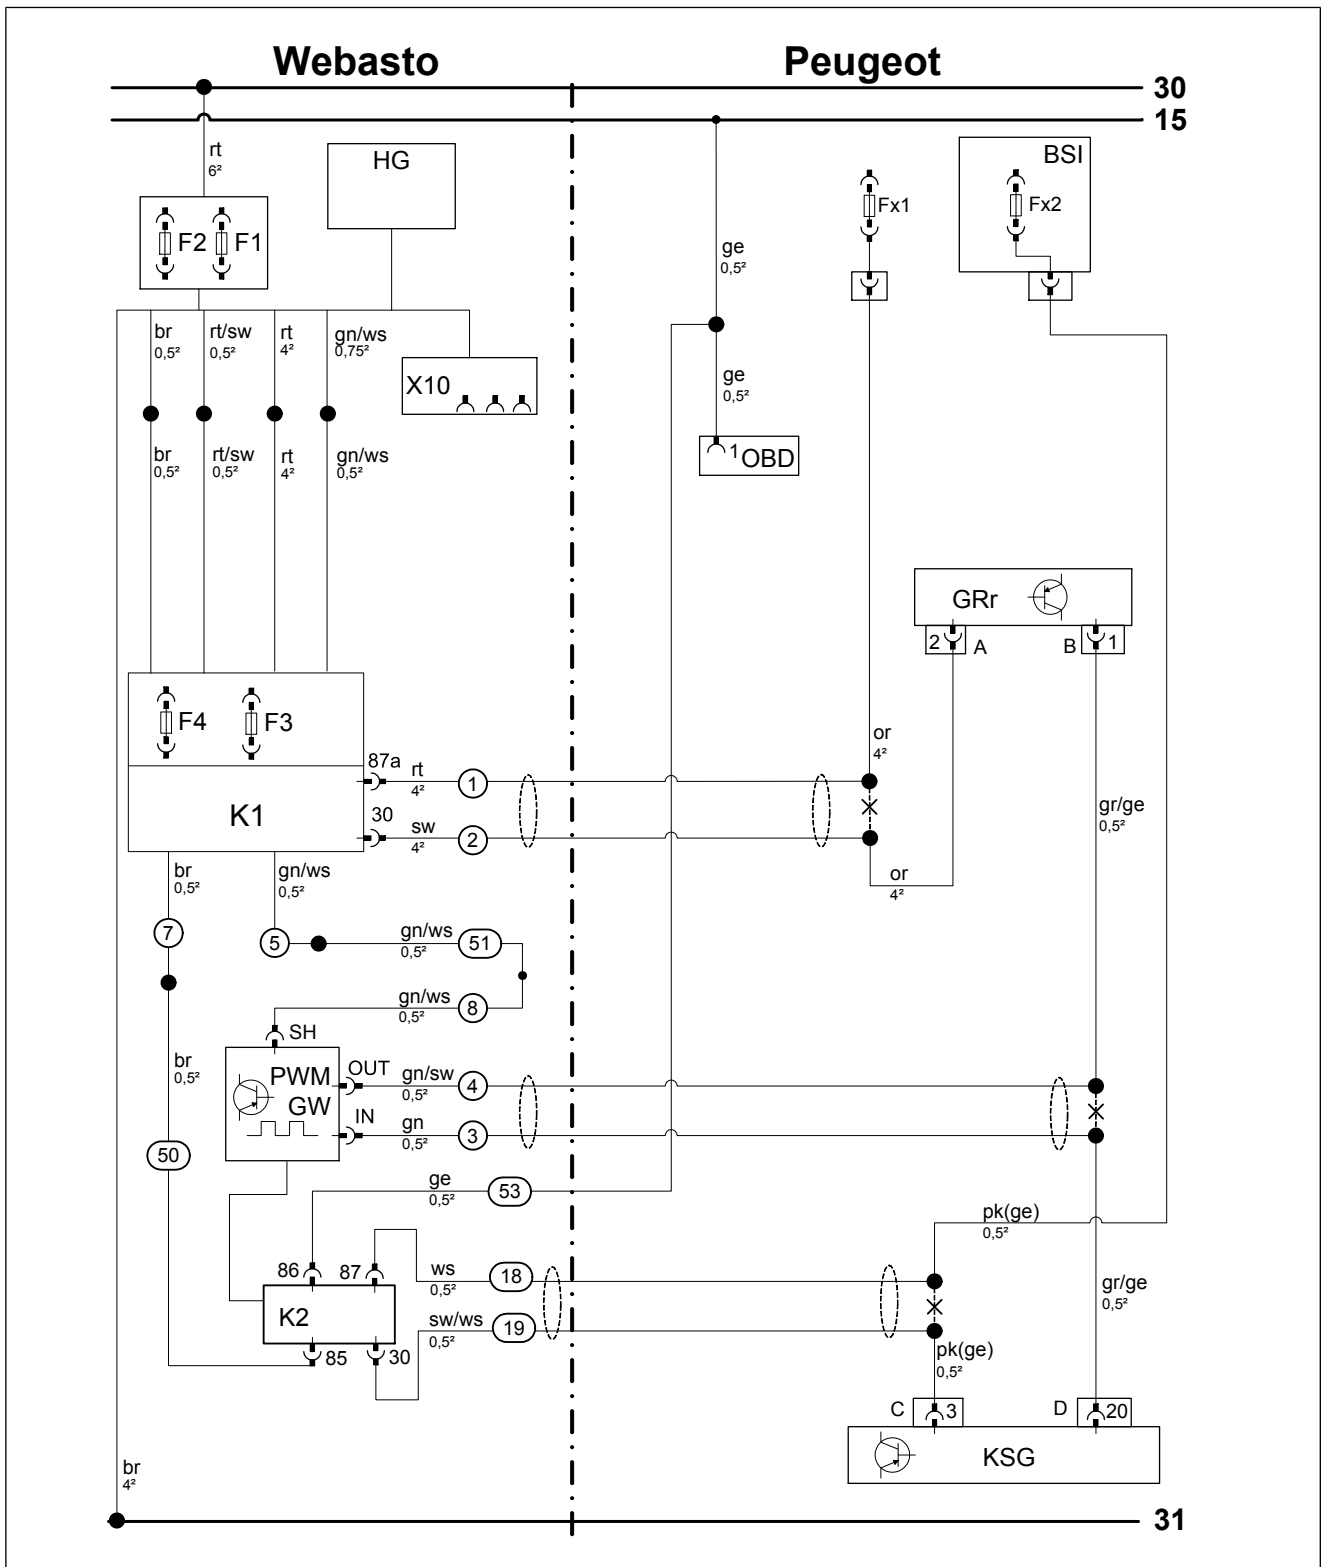 Webasto Peugeot
30
15
rt
6²
HG
BSI
Fx1
Fx2
F2 F1
ge
0,5²
br
0,5²
rt/sw
0,5²
rt
4²
gn/ws
0,75²
X10
ge
0,5²
1 OBD
br
0,5²
rt/sw
0,5²
rt
4²
gn/ws
0,5²
GRr
2 A B 1
F4 F3
or
4²
87a
rt
4²
1
K1
30
sw
4²
2
gr/ge
0,5²
br
0,5²
gn/ws
0,5²
or
4²
7
5
gn/ws
0,5²
51
gn/ws
0,5²
8
SH
br
0,5²
PWM
GW
OUT
gn/sw
0,5²
4
IN
gn
0,5²
3
50
ge
0,5²
53
pk(ge)
0,5²
86 87
ws
0,5²
18
gr/ge
0,5²
K2
sw/ws
0,5²
19
85 30
pk(ge)
0,5²
C 3 D 20
KSG
br
4²
31